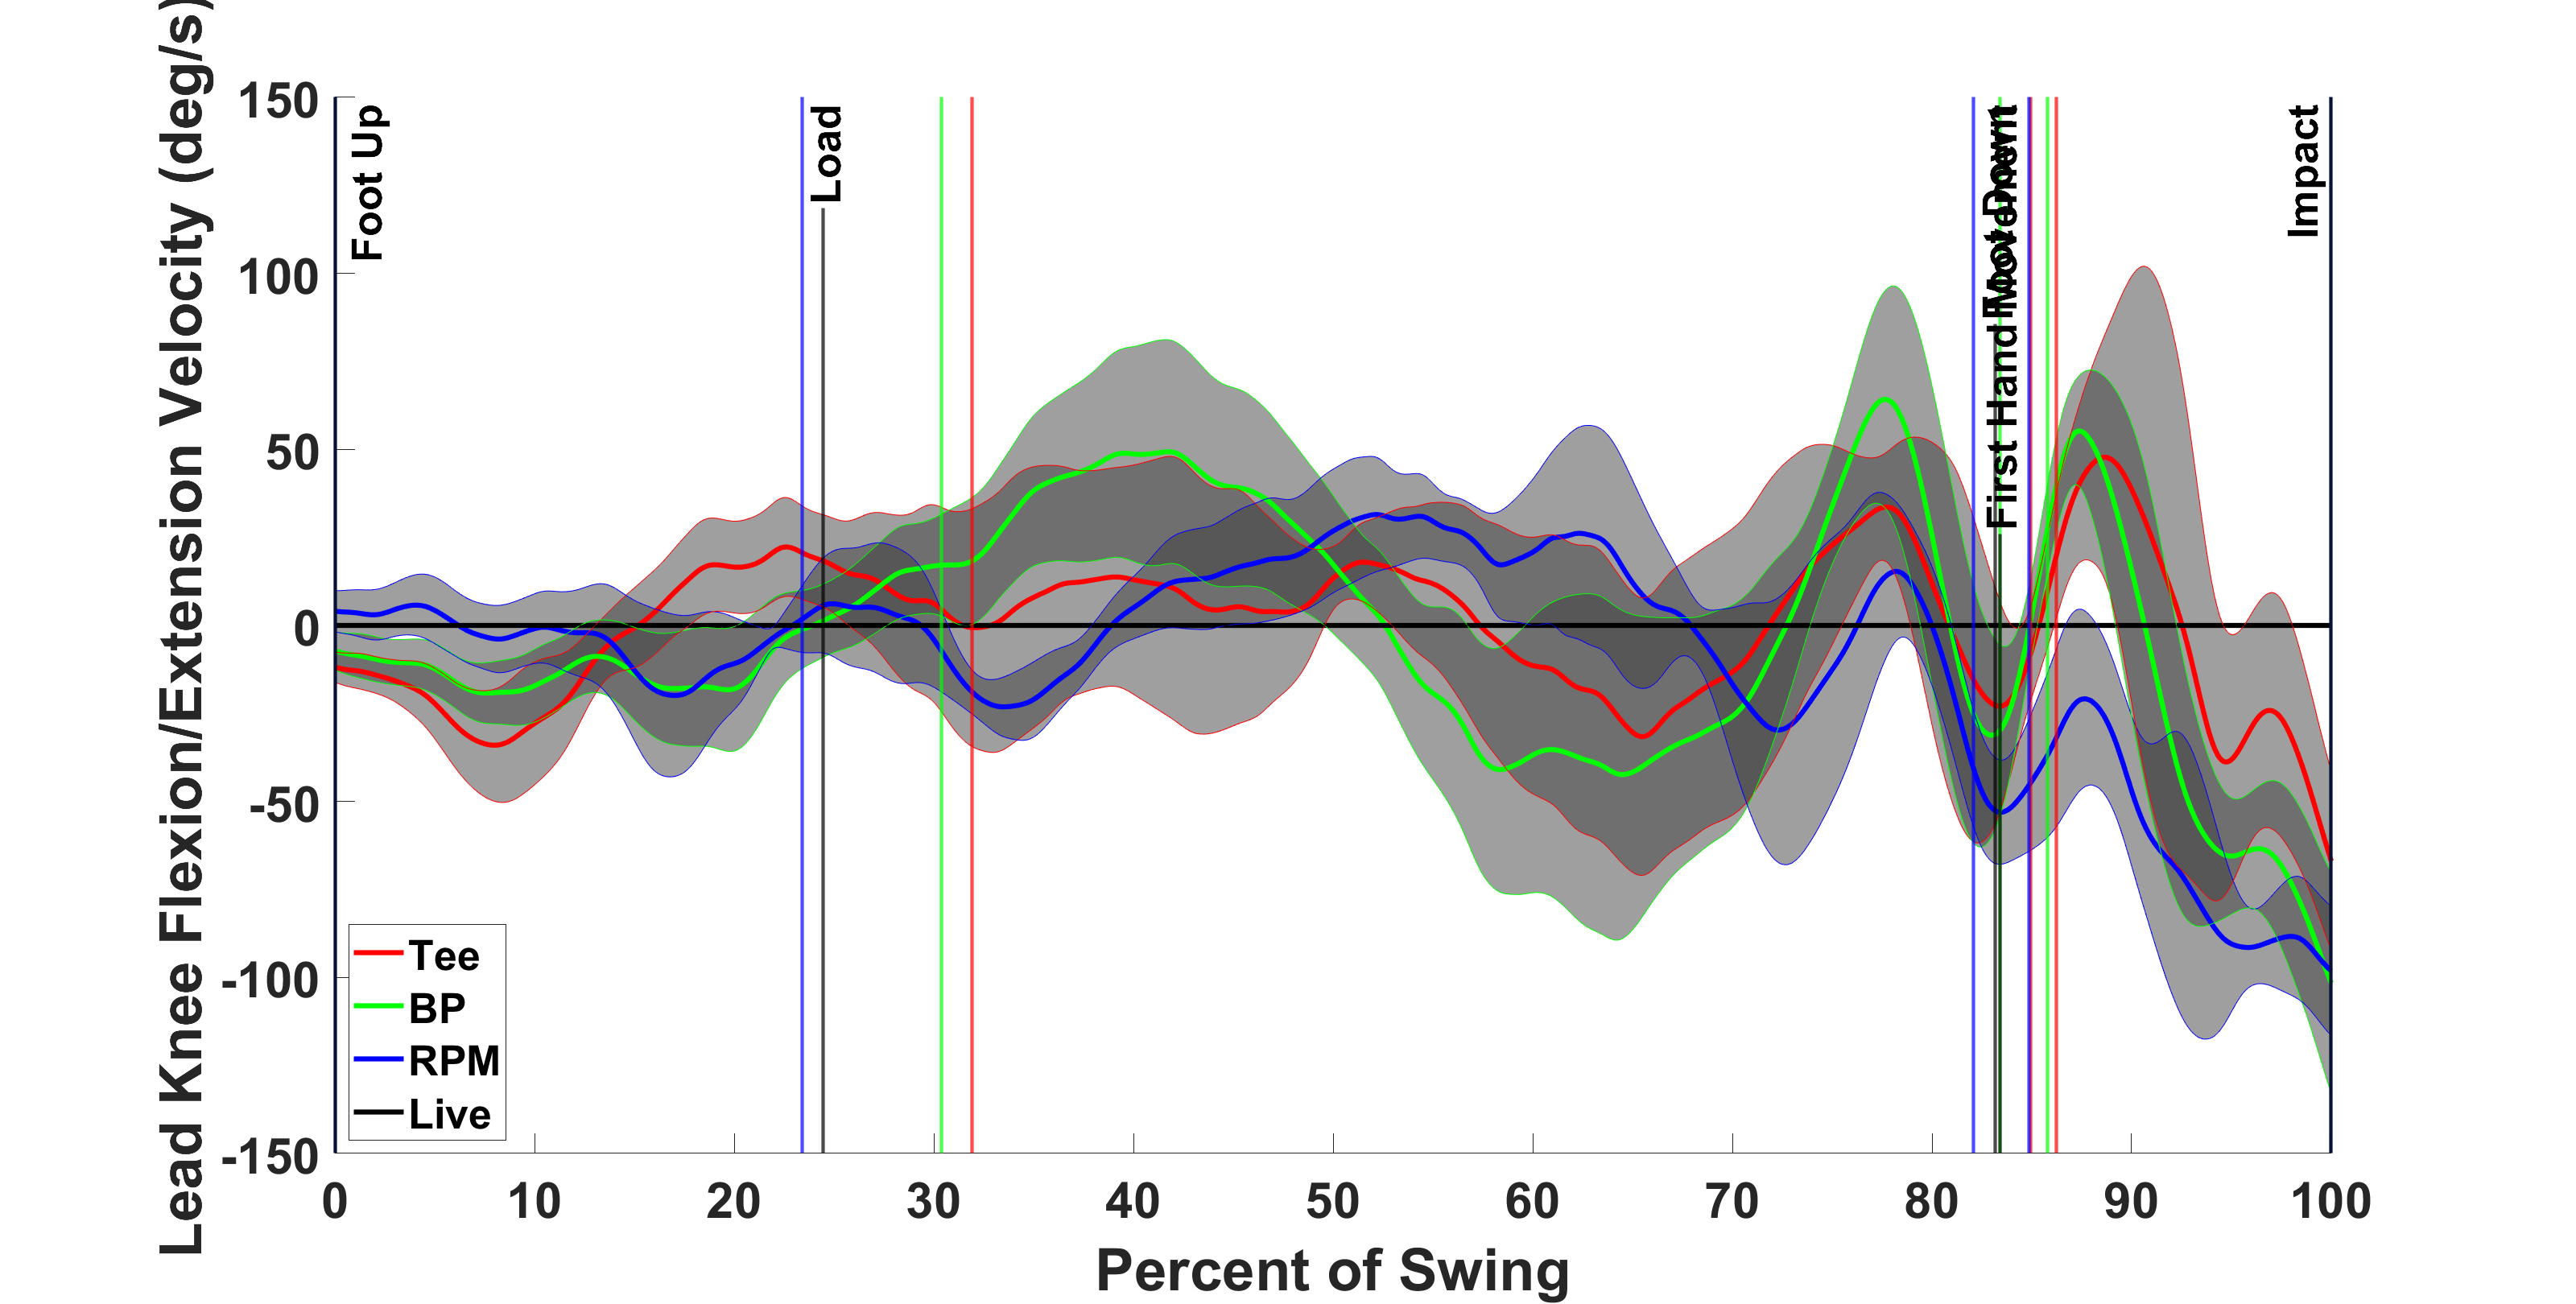 Lead Knee Flexion/Extension Velocity (deg/s)
150
100
50
0
-50
-100
-150
Foot Up
Load
Foot Down
First Hand Movement
Impact
Tee
BP
RPM
Live
0 10 20 30 40 50 60 70 80 90 100
Percent of Swing